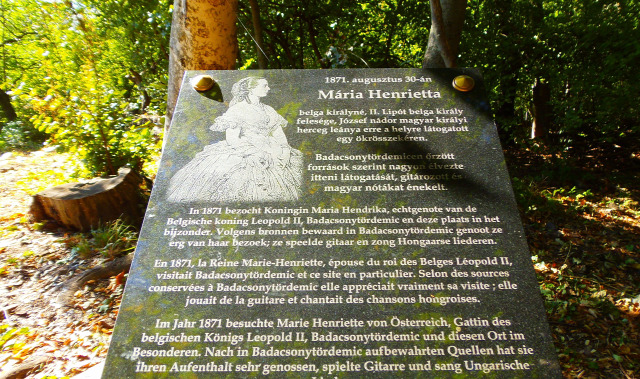 1871. augusztus 30-án
Mária Henrietta
belga királyné, II. Lipót belga király
felesége, József nádor magyar királyi
herceg leánya erre a helyre látogatott
egy ökrösszekéren.
Badacsonytördemicen őrzött
források szerint nagyon élvezte
itteni látogatását, gitározott és
magyar nótákat énekelt.
In 1871 bezocht Koningin Maria Hendrika, echtgenote van de
Belgische koning Leopold II, Badacsonytördemic en deze plaats in het
bijzonder. Volgens bronnen bewaard in Badacsonytördemic genoot ze
erg van haar bezoek; ze speelde gitaar en zong Hongaarse liederen.
En 1871, la Reine Marie-Henriette, épouse du roi des Belges Léopold II,
visitait Badacsonytördemic et ce site en particulier. Selon des sources
conservées à Badacsonytördemic elle appréciait vraiment sa visite ; elle
jouait de la guitare et chantait des chansons hongroises.
Im Jahr 1871 besuchte Marie Henriette von Österreich, Gattin des
belgischen Königs Leopold II, Badacsonytördemic und diesen Ort im
Besonderen. Nach in Badacsonytördemic aufbewahrten Quellen hat sie
ihren Aufenthalt sehr genossen, spielte Gitarre und sang Ungarische